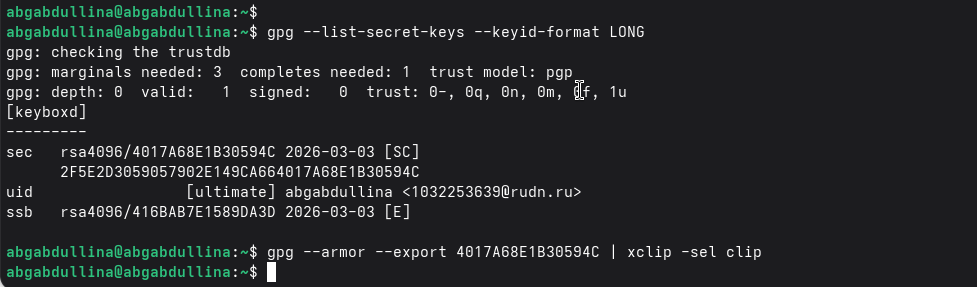 abgabdullina@abgabdullina:~$
abgabdullina@abgabdullina:~$ gpg --list-secret-keys --keyid-format LONG
gpg: checking the trustdb
gpg: marginals needed: 3  completes needed: 1  trust model: pgp
gpg: depth: 0  valid:   1  signed:   0  trust: 0-, 0q, 0n, 0m, 0f, 1u
[keyboxd]
---------
sec   rsa4096/4017A68E1B30594C 2026-03-03 [SC]
      2F5E2D3059057902E149CA664017A68E1B30594C
uid                 [ultimate] abgabdullina <1032253639@rudn.ru>
ssb   rsa4096/416BAB7E1589DA3D 2026-03-03 [E]

abgabdullina@abgabdullina:~$ gpg --armor --export 4017A68E1B30594C | xclip -sel clip
abgabdullina@abgabdullina:~$